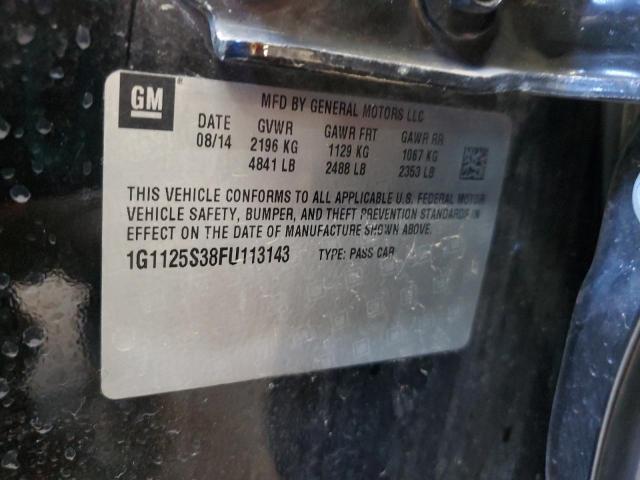 GM
MFD BY GENERAL MOTORS LLC
DATE GVWR GAWR FRT GAWR RR
08/14 2196 KG 1129 KG 1067 KG
4841 LB 2488 LB 2353 LB
THIS VEHICLE CONFORMS TO ALL APPLICABLE U.S. FEDERAL MOTOR
VEHICLE SAFETY, BUMPER, AND THEFT PREVENTION STANDARDS IN
EFFECT ON THE DATE OF MANUFACTURE SHOWN ABOVE.
1G1125S38FU113143 TYPE: PASS CAR